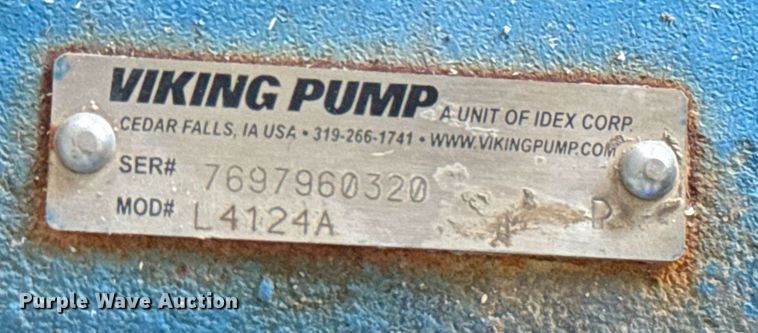 VIKING PUMP A UNIT OF IDEX CORP.
CEDAR FALLS, IA USA • 319-266-1741 • WWW.VIKINGPUMP.COM
SER# 7697960320
MOD# L4124A P
Purple Wave Auction